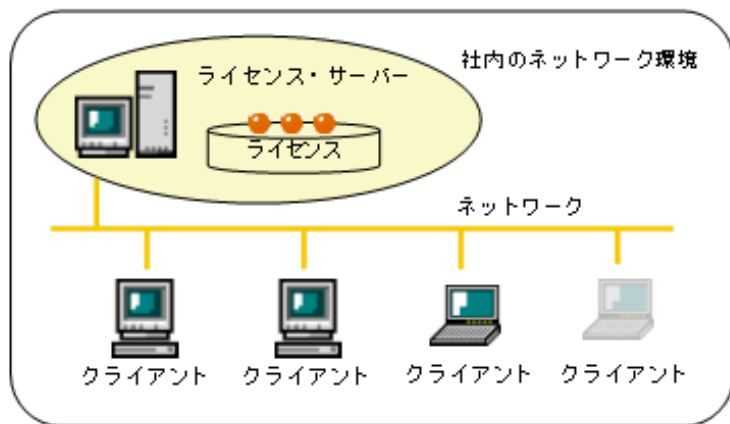 社内のネットワーク環境
ライセンス・サーバー
ライセンス
ネットワーク
クライアント
クライアント
クライアント
クライアント